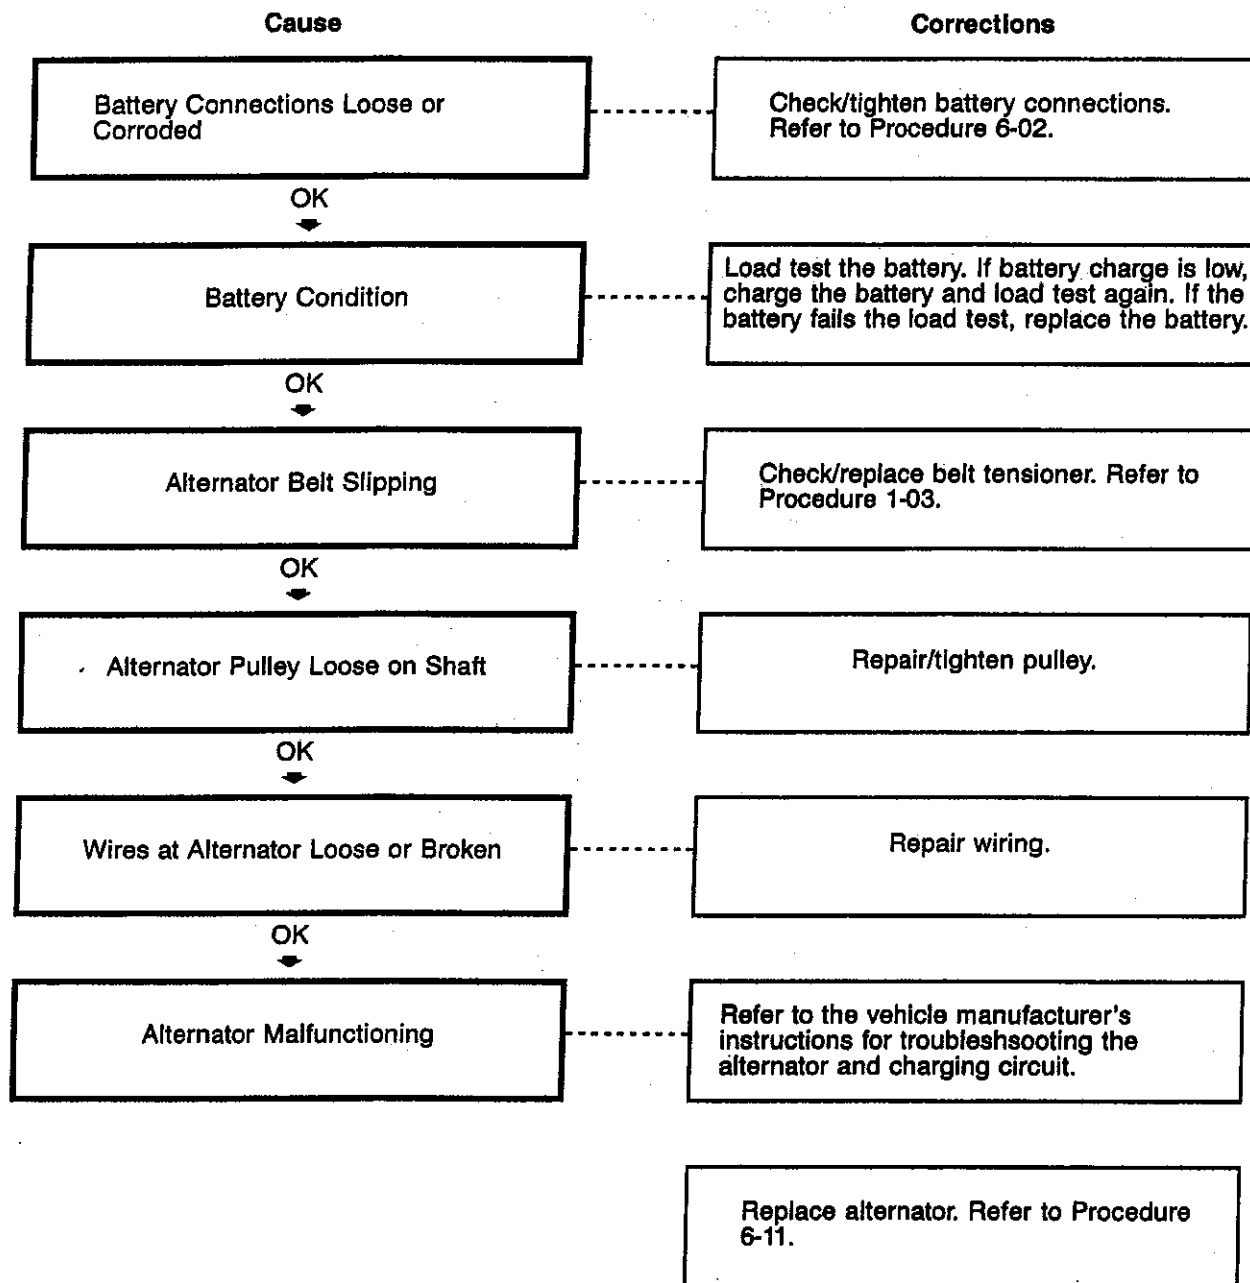 Cause
Corrections
Battery Connections Loose or
Corroded
Check/tighten battery connections.
Refer to Procedure 6-02.
OK
Battery Condition
Load test the battery. If battery charge is low,
charge the battery and load test again. If the
battery fails the load test, replace the battery.
OK
Alternator Belt Slipping
Check/replace belt tensioner. Refer to
Procedure 1-03.
OK
Alternator Pulley Loose on Shaft
Repair/tighten pulley.
OK
Wires at Alternator Loose or Broken
Repair wiring.
OK
Alternator Malfunctioning
Refer to the vehicle manufacturer's
instructions for troubleshsooting the
alternator and charging circuit.
Replace alternator. Refer to Procedure
6-11.